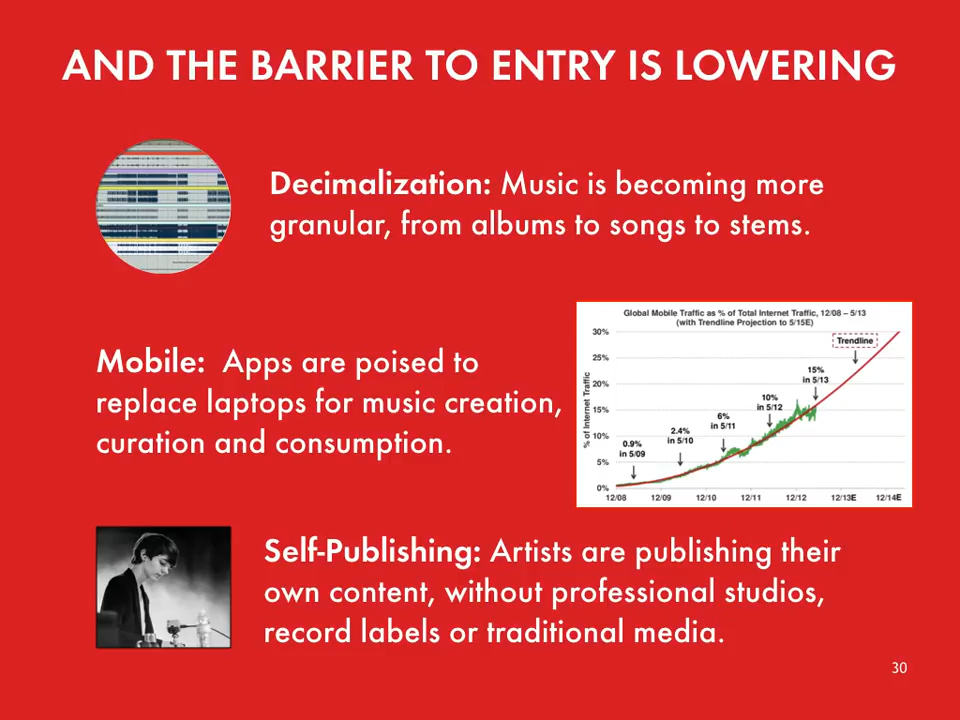 AND THE BARRIER TO ENTRY IS LOWERING
Decimalization: Music is becoming more
granular, from albums to songs to stems.
Mobile: Apps are poised to
replace laptops for music creation,
curation and consumption.
Global Mobile Traffic as % of Total Internet Traffic, 12/08 – 5/13
(with Trendline Projection to 5/15E)
% of Internet Traffic
30%
25%
20%
15%
10%
5%
0%
0.9%
in 5/09
2.4%
in 5/10
6%
in 5/11
10%
in 5/12
15%
in 5/13
Trendline
12/08 12/09 12/10 12/11 12/12 12/13E 12/14E
Self-Publishing: Artists are publishing their
own content, without professional studios,
record labels or traditional media.
30